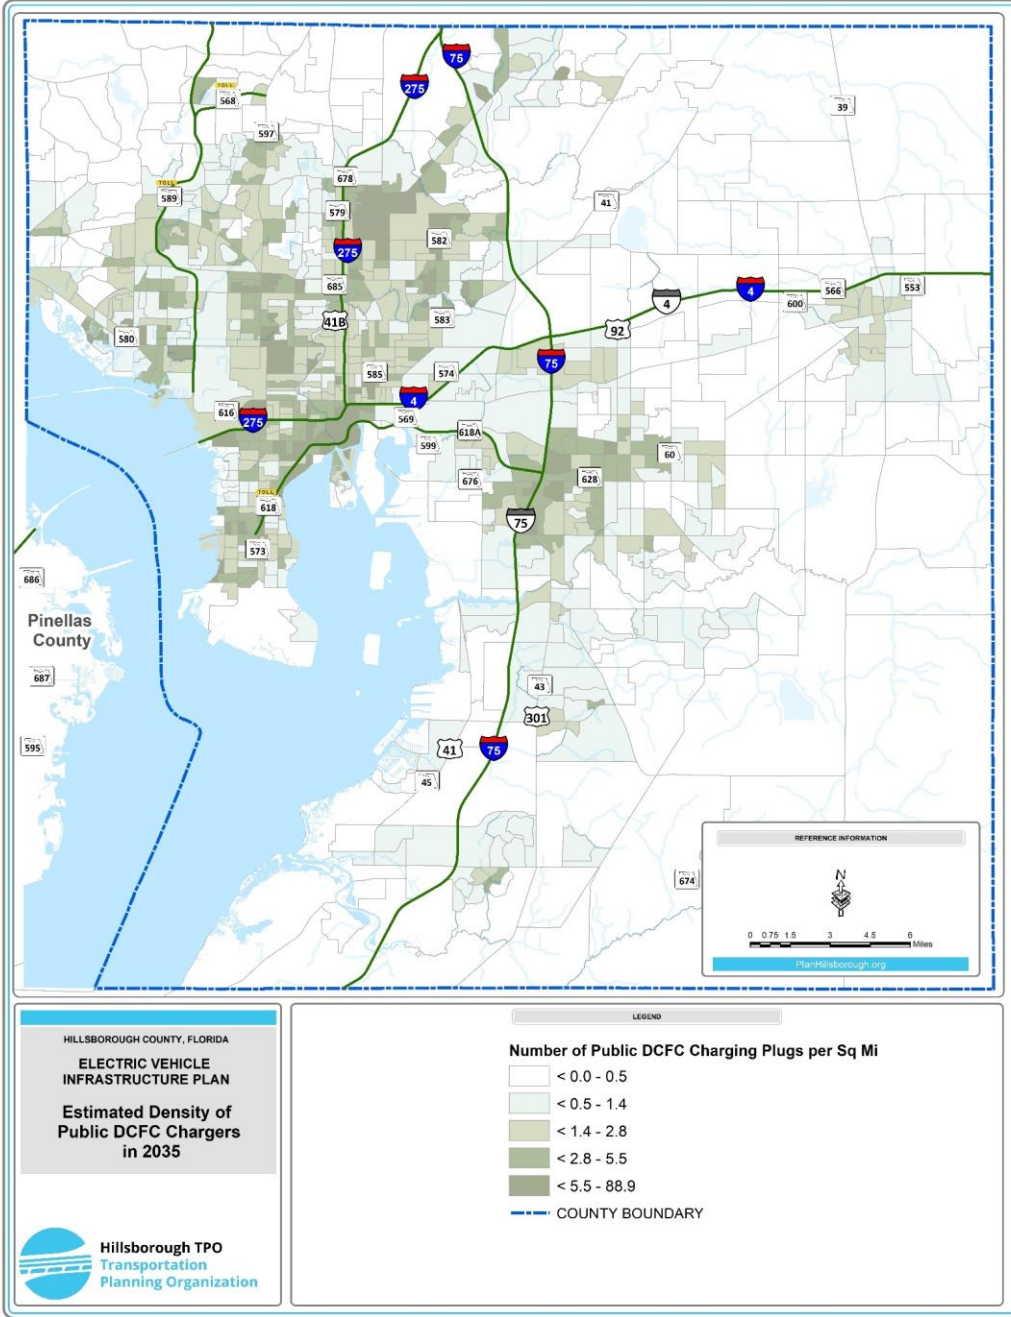 75
275
39
TOLL
568
597
678
TOLL
589
579
41
582
275
685
4
566
553
4
600
41B
583
92
580
75
585
574
4
616
275
569
618A
599
60
676
628
TOLL
618
75
573
686
Pinellas
County
687
43
301
595
41
75
45
674
REFERENCE INFORMATION
N
0 0.75 1.5 3 4.5 6
Miles
PlanHillsborough.org
HILLSBOROUGH COUNTY, FLORIDA
ELECTRIC VEHICLE
INFRASTRUCTURE PLAN
Estimated Density of
Public DCFC Chargers
in 2035
Hillsborough TPO
Transportation
Planning Organization
LEGEND
Number of Public DCFC Charging Plugs per Sq Mi
< 0.0 - 0.5
< 0.5 - 1.4
< 1.4 - 2.8
< 2.8 - 5.5
< 5.5 - 88.9
COUNTY BOUNDARY